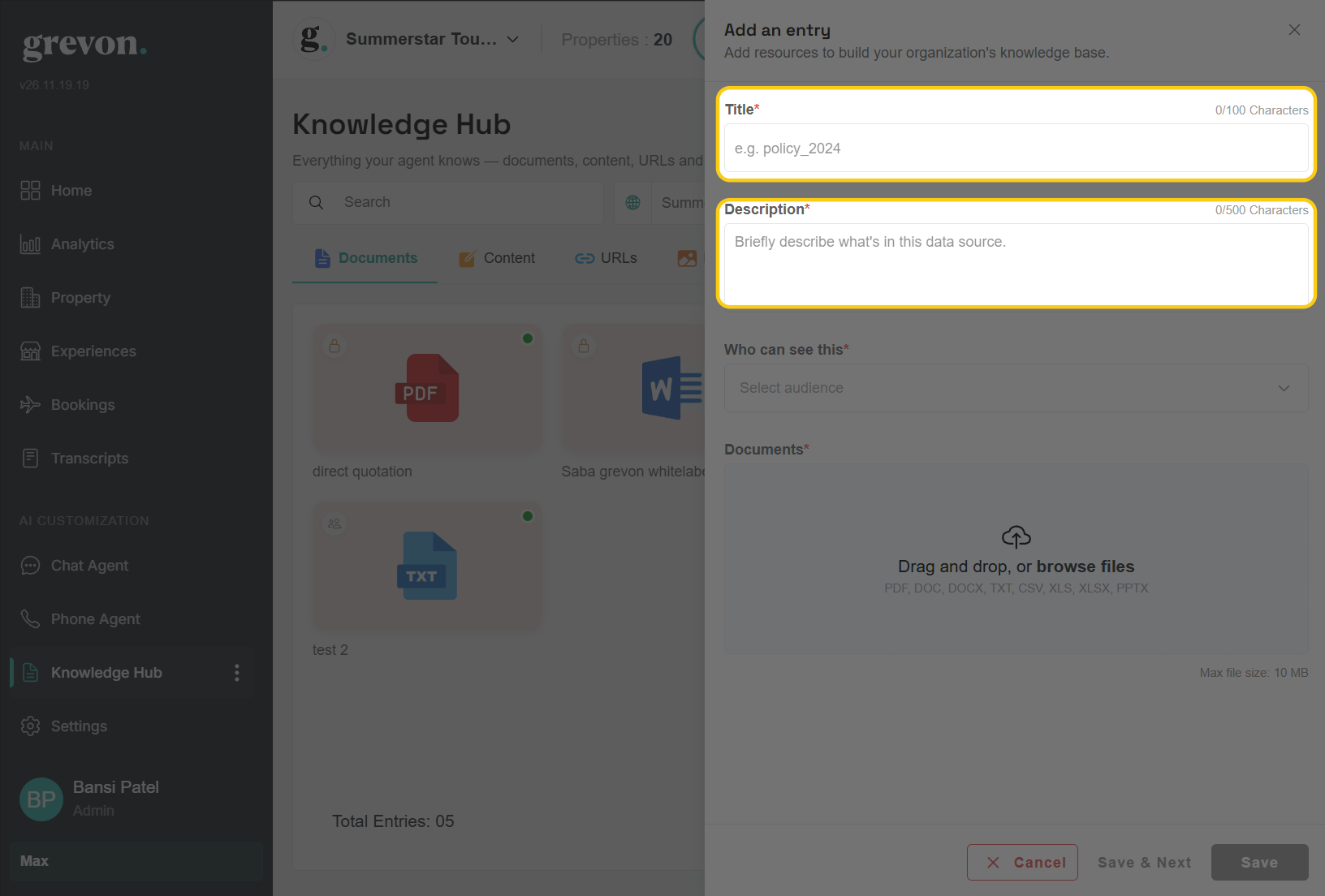 grevon.
v26.11.19.19
MAIN
Home
Analytics
Property
Experiences
Bookings
Transcripts
AI CUSTOMIZATION
Chat Agent
Phone Agent
Knowledge Hub
Settings
BP
Bansi Patel
Admin
Max
g.
Summerstar Tou...
Properties : 20
Knowledge Hub
Everything your agent knows — documents, content, URLs and
Search
Summ
Documents
Content
URLs
PDF
direct quotation
W
Saba grevon whitelabe
TXT
test 2
Total Entries: 05
Add an entry
Add resources to build your organization's knowledge base.
Title*
0/100 Characters
e.g. policy_2024
Description*
0/500 Characters
Briefly describe what's in this data source.
Who can see this*
Select audience
Documents*
Drag and drop, or browse files
PDF, DOC, DOCX, TXT, CSV, XLS, XLSX, PPTX
Max file size: 10 MB
Cancel
Save & Next
Save